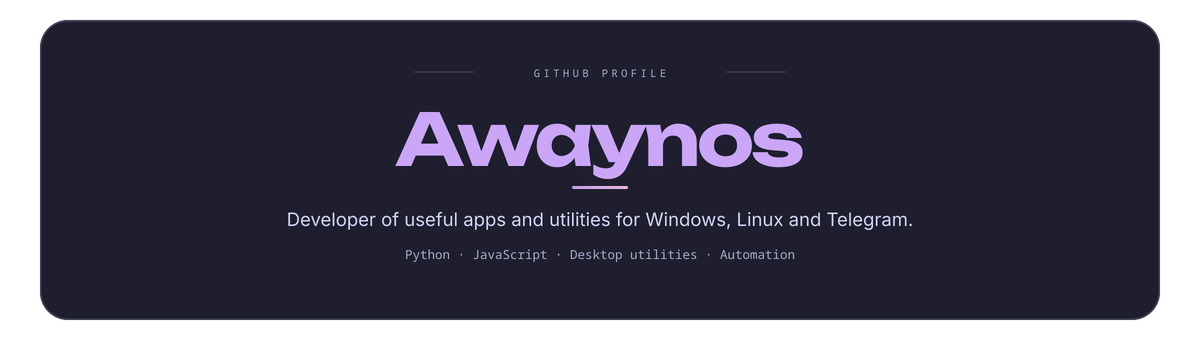 GITHUB PROFILE
Awaynos
Developer of useful apps and utilities for Windows, Linux and Telegram.
Python · JavaScript · Desktop utilities · Automation